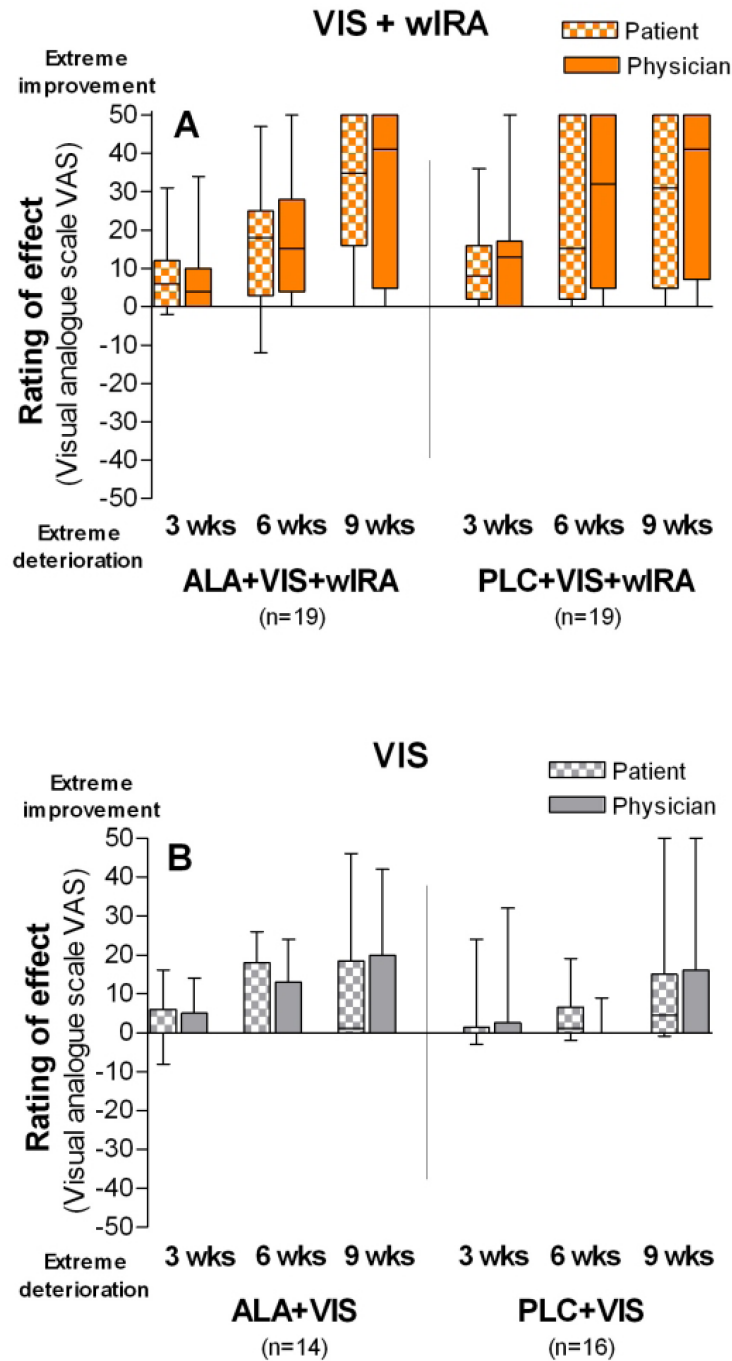 VIS + wIRA
Patient
Physician
Extreme
improvement
A
50
40
30
20
10
0
-10
-20
-30
-40
-50
Rating of effect
(Visual analogue scale VAS)
Extreme
deterioration
3 wks 6 wks 9 wks 3 wks 6 wks 9 wks
ALA+VIS+wIRA PLC+VIS+wIRA
(n=19) (n=19)
VIS
Patient
Physician
Extreme
improvement
B
50
40
30
20
10
0
-10
-20
-30
-40
-50
Rating of effect
(Visual analogue scale VAS)
Extreme
deterioration
3 wks 6 wks 9 wks 3 wks 6 wks 9 wks
ALA+VIS PLC+VIS
(n=14) (n=16)